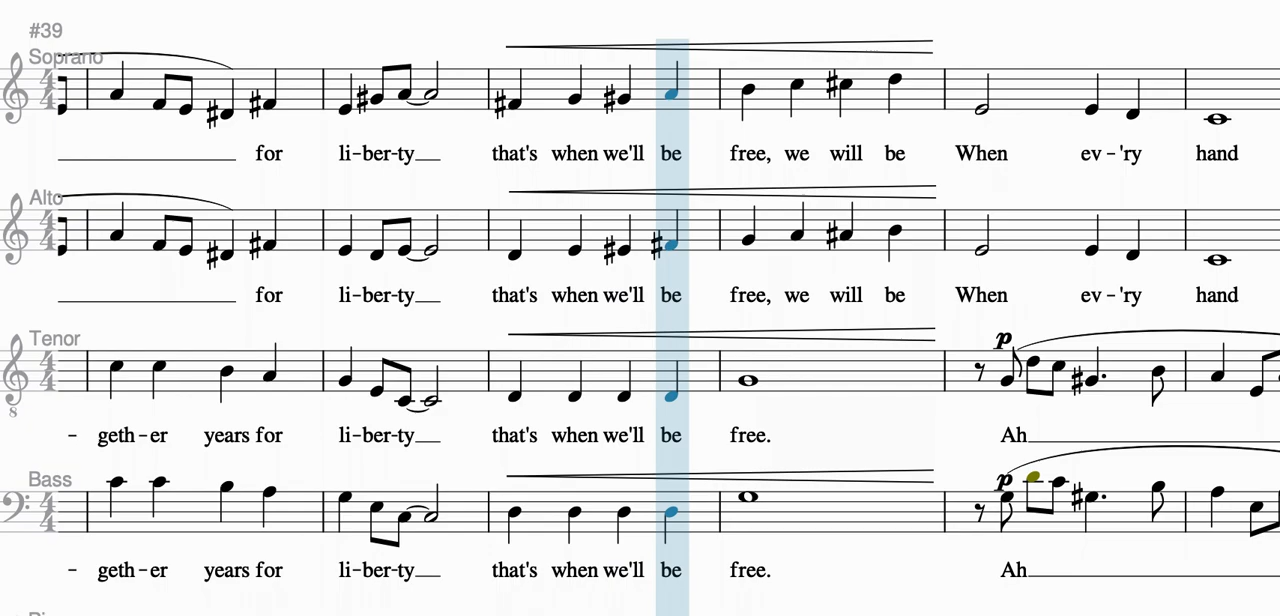 #39
Soprano
for li-ber-ty that's when we'll be free, we will be When ev-'ry hand
Alto
for li-ber-ty that's when we'll be free, we will be When ev-'ry hand
Tenor
p
8
- geth-er years for li-ber-ty that's when we'll be free. Ah
Bass
p
- geth-er years for li-ber-ty that's when we'll be free. Ah